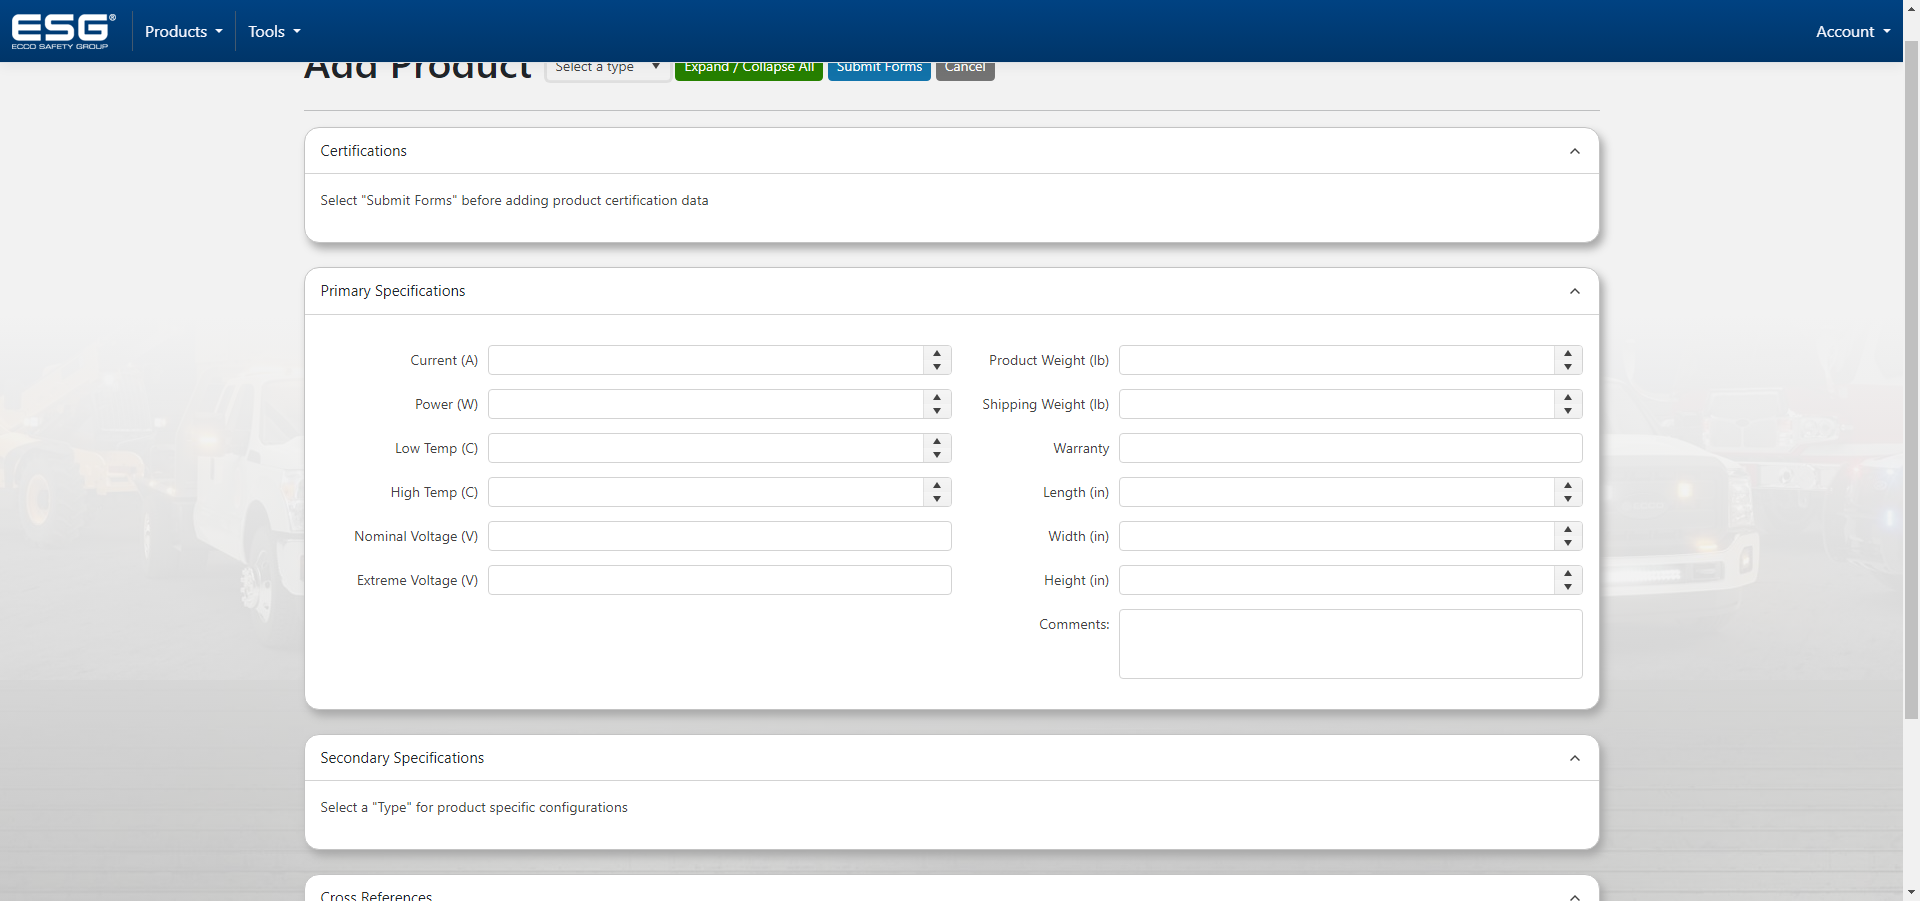 ESG®
ECCO SAFETY GROUP
Products
Tools
Account
Add Product
Select a type
Expand / Collapse All
Submit Forms
Cancel
Certifications
Select "Submit Forms" before adding product certification data
Primary Specifications
Current (A)
Product Weight (lb)
Power (W)
Shipping Weight (lb)
Low Temp (C)
Warranty
High Temp (C)
Length (in)
Nominal Voltage (V)
Width (in)
Extreme Voltage (V)
Height (in)
Comments:
Secondary Specifications
Select a "Type" for product specific configurations
Cross References